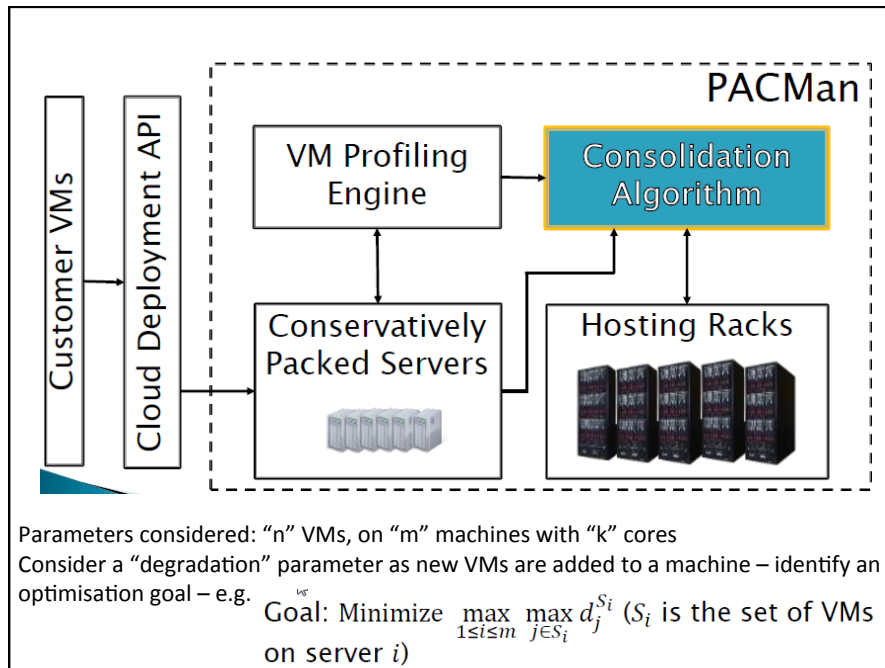 PACMan
Customer VMs
Cloud Deployment API
VM Profiling
Engine
Consolidation
Algorithm
Conservatively
Packed Servers
Hosting Racks
Parameters considered: “n” VMs, on “m” machines with “k” cores
Consider a “degradation” parameter as new VMs are added to a machine – identify an
optimisation goal – e.g.
Goal: Minimize max_{1≤i≤m} max_{j∈S_i} d_j^{S_i} (S_i is the set of VMs
on server i)